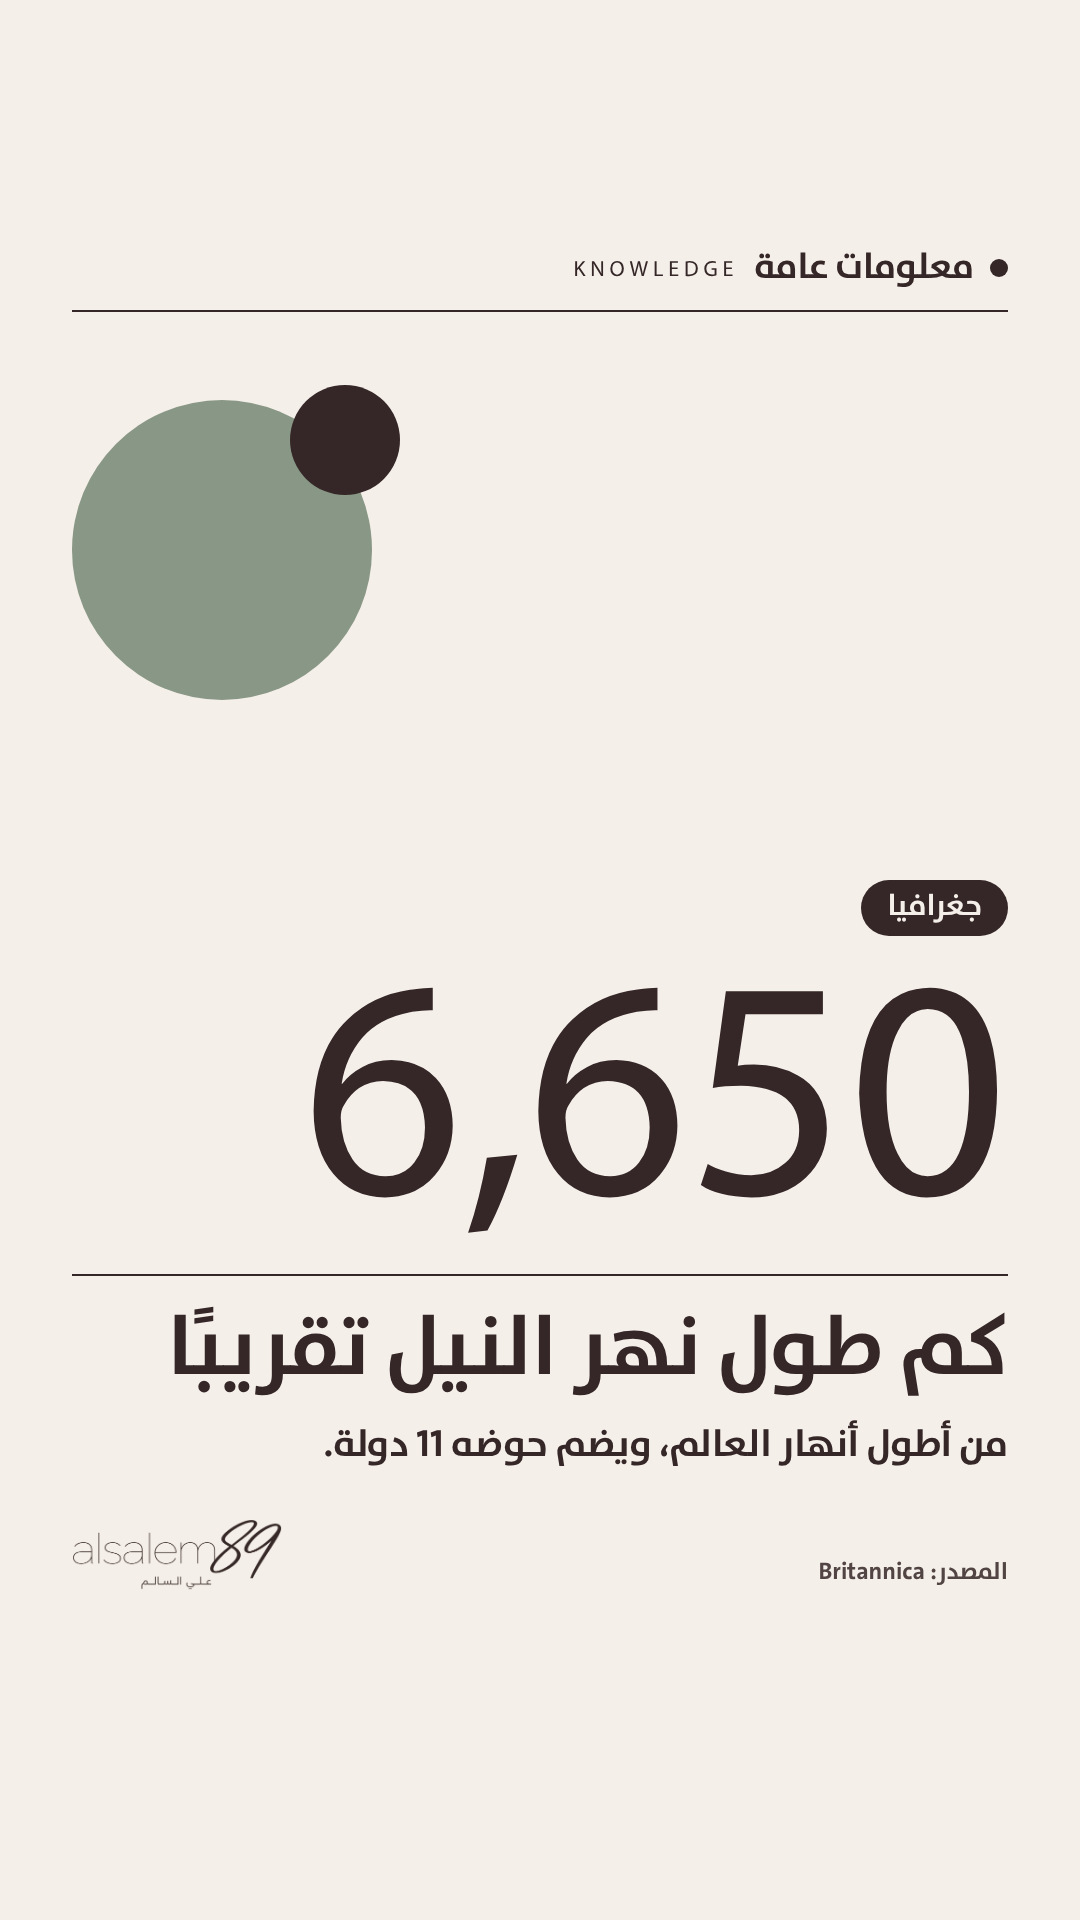 معلومات عامة KNOWLEDGE
جغرافيا
6,650
كم طول نهر النيل تقريبًا
من أطول أنهار العالم، ويضم حوضه 11 دولة.
المصدر: Britannica
alsalem89
علي السالم